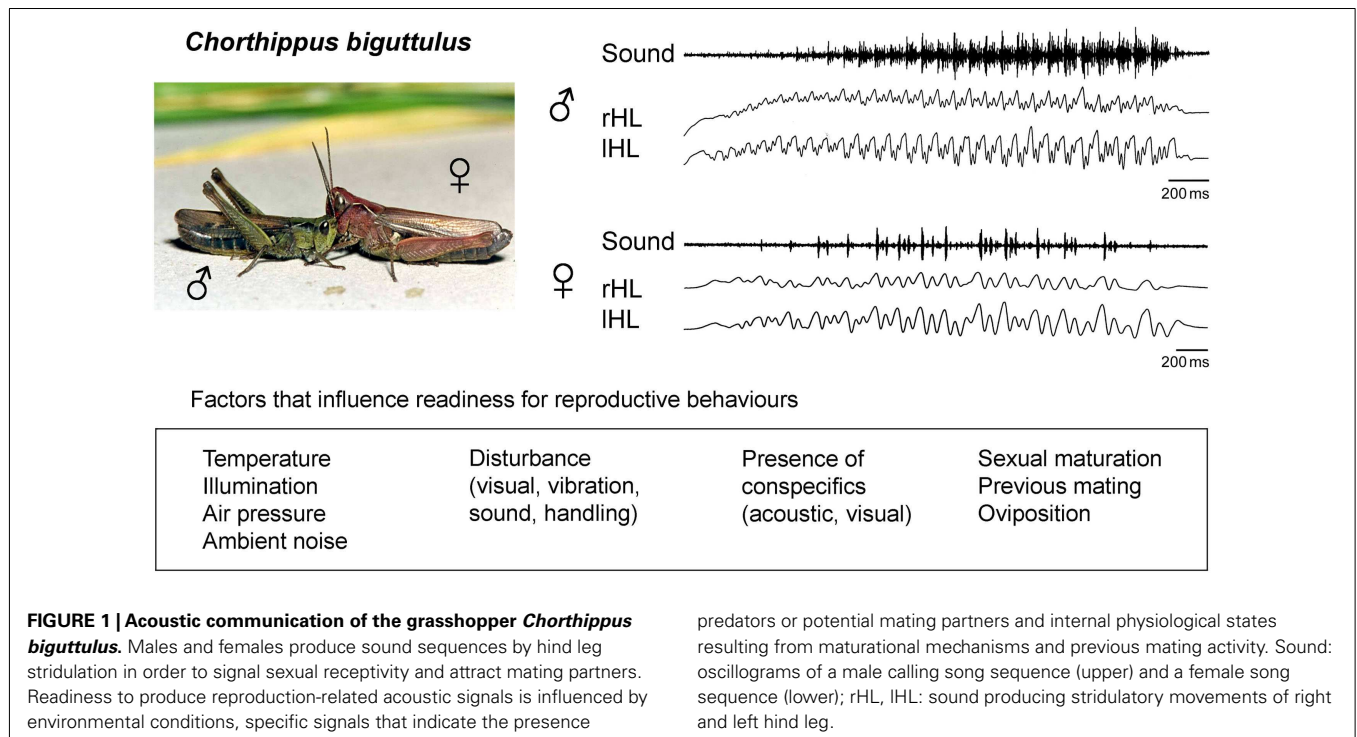 Chorthippus biguttulus
♂
♀
Sound
♂
rHL
lHL
200 ms
Sound
♀
rHL
lHL
200 ms
Factors that influence readiness for reproductive behaviours
Temperature
Illumination
Air pressure
Ambient noise
Disturbance
(visual, vibration,
sound, handling)
Presence of
conspecifics
(acoustic, visual)
Sexual maturation
Previous mating
Oviposition
FIGURE 1 | Acoustic communication of the grasshopper Chorthippus
biguttulus. Males and females produce sound sequences by hind leg
stridulation in order to signal sexual receptivity and attract mating partners.
Readiness to produce reproduction-related acoustic signals is influenced by
environmental conditions, specific signals that indicate the presence
predators or potential mating partners and internal physiological states
resulting from maturational mechanisms and previous mating activity. Sound:
oscillograms of a male calling song sequence (upper) and a female song
sequence (lower); rHL, lHL: sound producing stridulatory movements of right
and left hind leg.